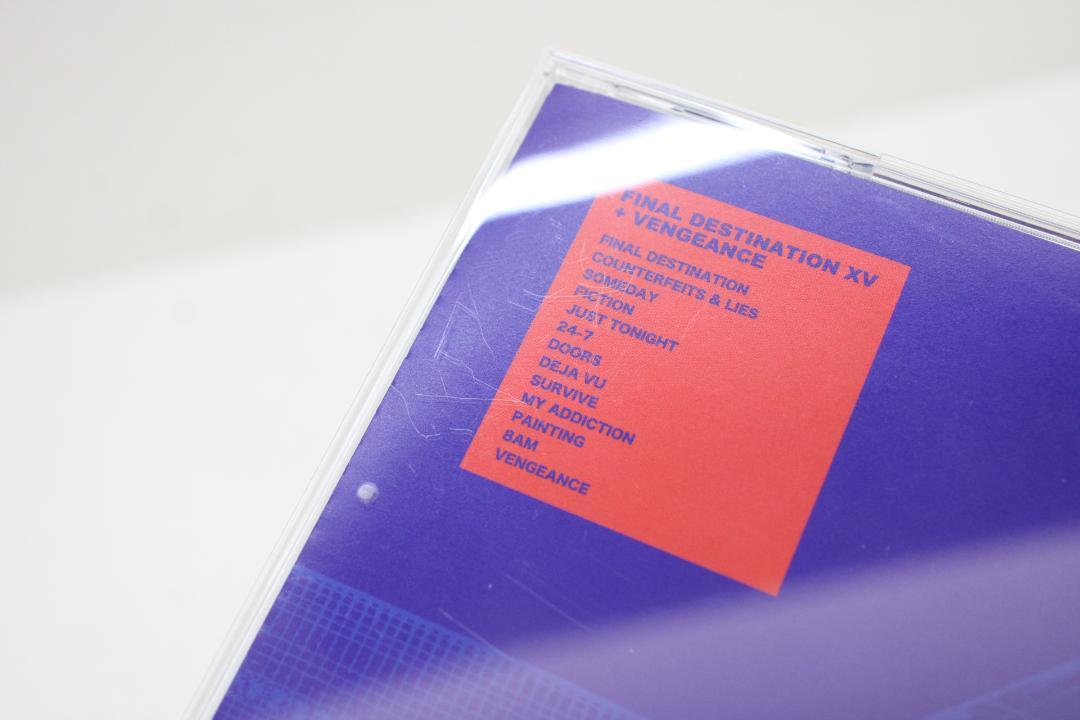 FINAL DESTINATION XV
+ VENGEANCE
FINAL DESTINATION
COUNTERFEITS & LIES
SOMEDAY
FICTION
JUST TONIGHT
24-7
DOORS
DEJA VU
SURVIVE
MY ADDICTION
PAINTING
8AM
VENGEANCE